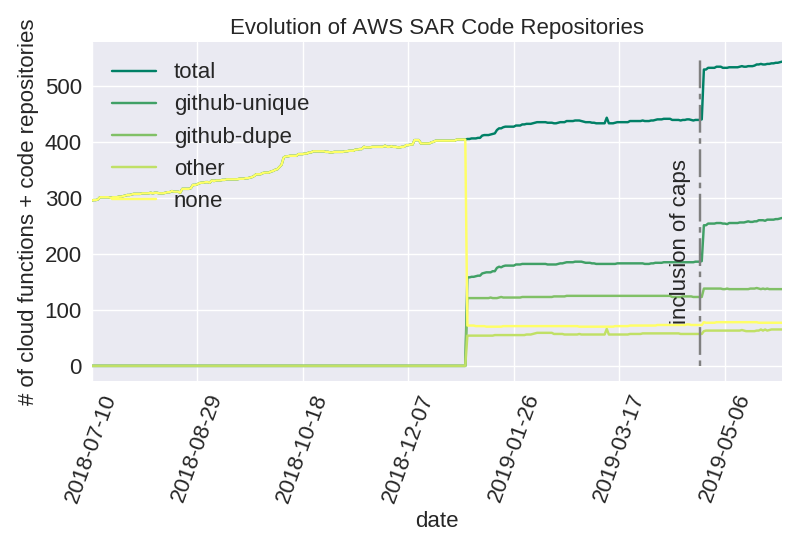 Evolution of AWS SAR Code Repositories
# of cloud functions + code repositories
500
400
300
200
100
0
total
github-unique
github-dupe
other
none
inclusion of caps
2018-07-10
2018-08-29
2018-10-18
2018-12-07
2019-01-26
2019-03-17
2019-05-06
date